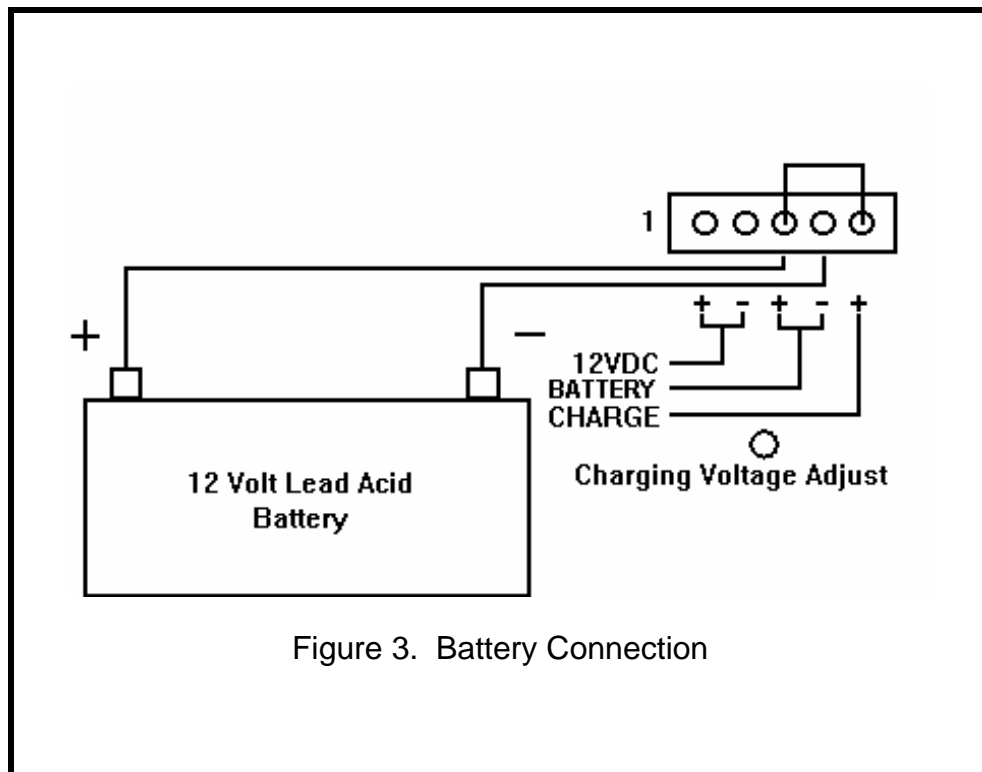 1
+ - + - +
+ −
12VDC
BATTERY
CHARGE
Charging Voltage Adjust
12 Volt Lead Acid
Battery
Figure 3. Battery Connection